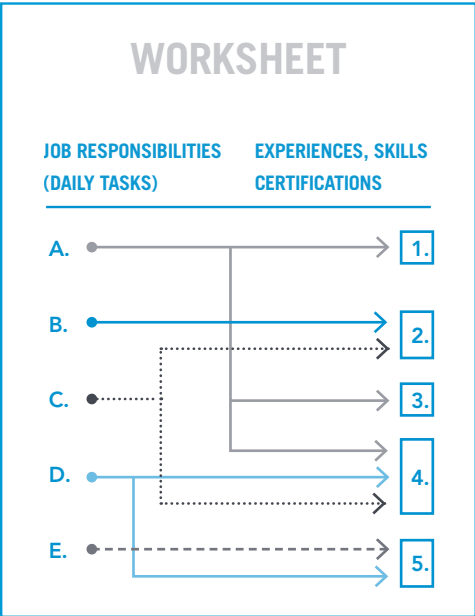 WORKSHEET
JOB RESPONSIBILITIES
(DAILY TASKS)
EXPERIENCES, SKILLS
CERTIFICATIONS
A.
1.
B.
2.
C.
3.
D.
4.
E.
5.